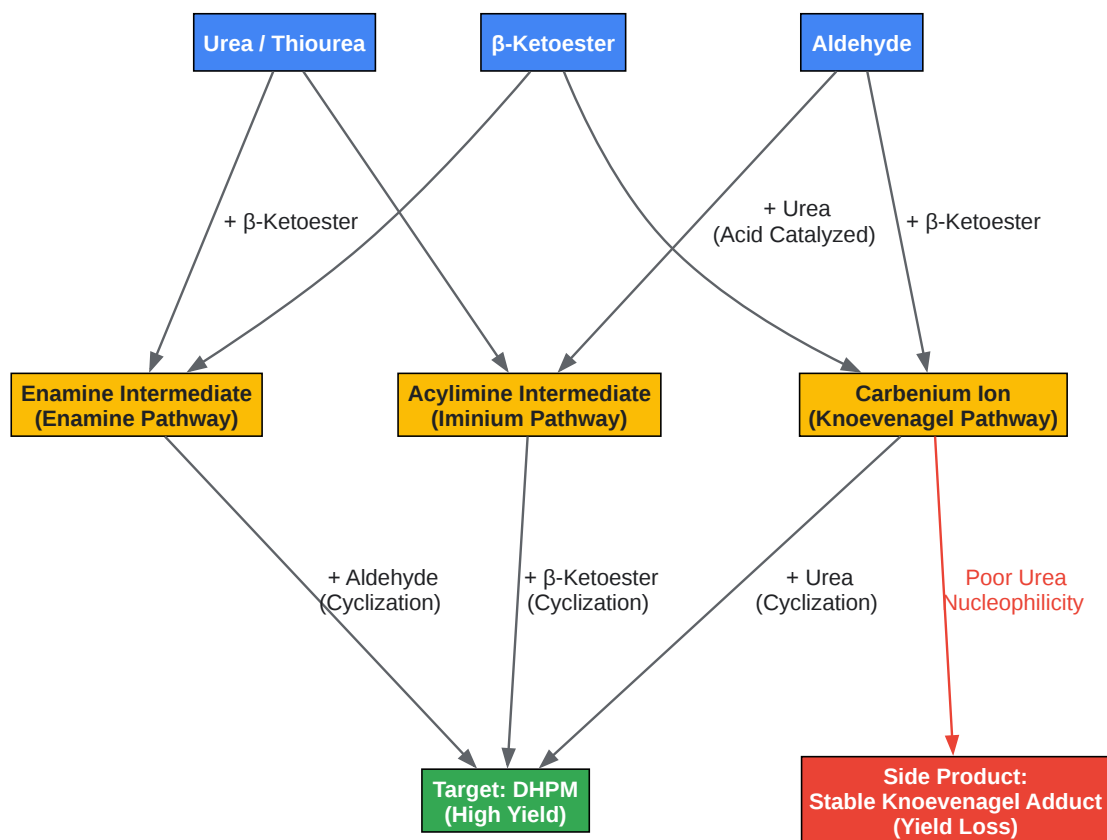 Urea / Thiourea
β-Ketoester
Aldehyde
+ β-Ketoester
+ Urea
(Acid Catalyzed)
+ β-Ketoester
Enamine Intermediate
(Enamine Pathway)
Acylimine Intermediate
(Iminium Pathway)
Carbenium Ion
(Knoevenagel Pathway)
+ Aldehyde
(Cyclization)
+ β-Ketoester
(Cyclization)
+ Urea
(Cyclization)
Poor Urea
Nucleophilicity
Target: DHPM
(High Yield)
Side Product:
Stable Knoevenagel Adduct
(Yield Loss)